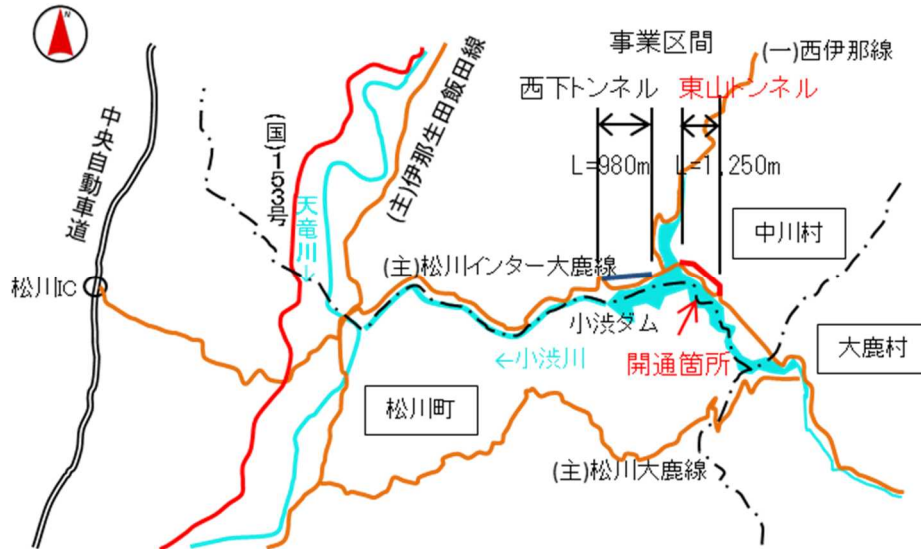 N
事業区間
(一)西伊那線
西下トンネル
東山トンネル
L=980m
L=1,250m
中央自動車道
(国)153号
天竜川↓
(主)伊那生田飯田線
中川村
松川IC
(主)松川インター大鹿線
小渋ダム
←小渋川
開通箇所
大鹿村
松川町
(主)松川大鹿線